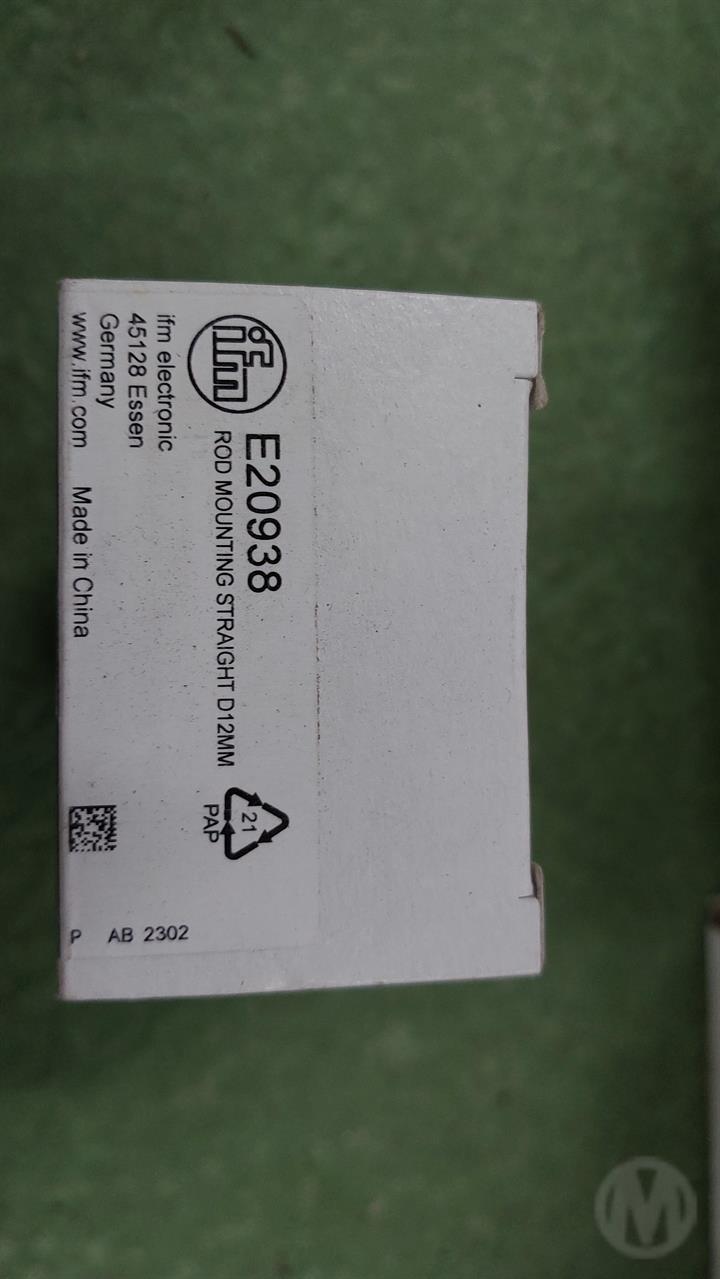 ifm
E20938
ROD MOUNTING STRAIGHT D12MM
ifm electronic
45128 Essen
Germany
www.ifm.com Made in China
21
PAP
P AB 2302
M